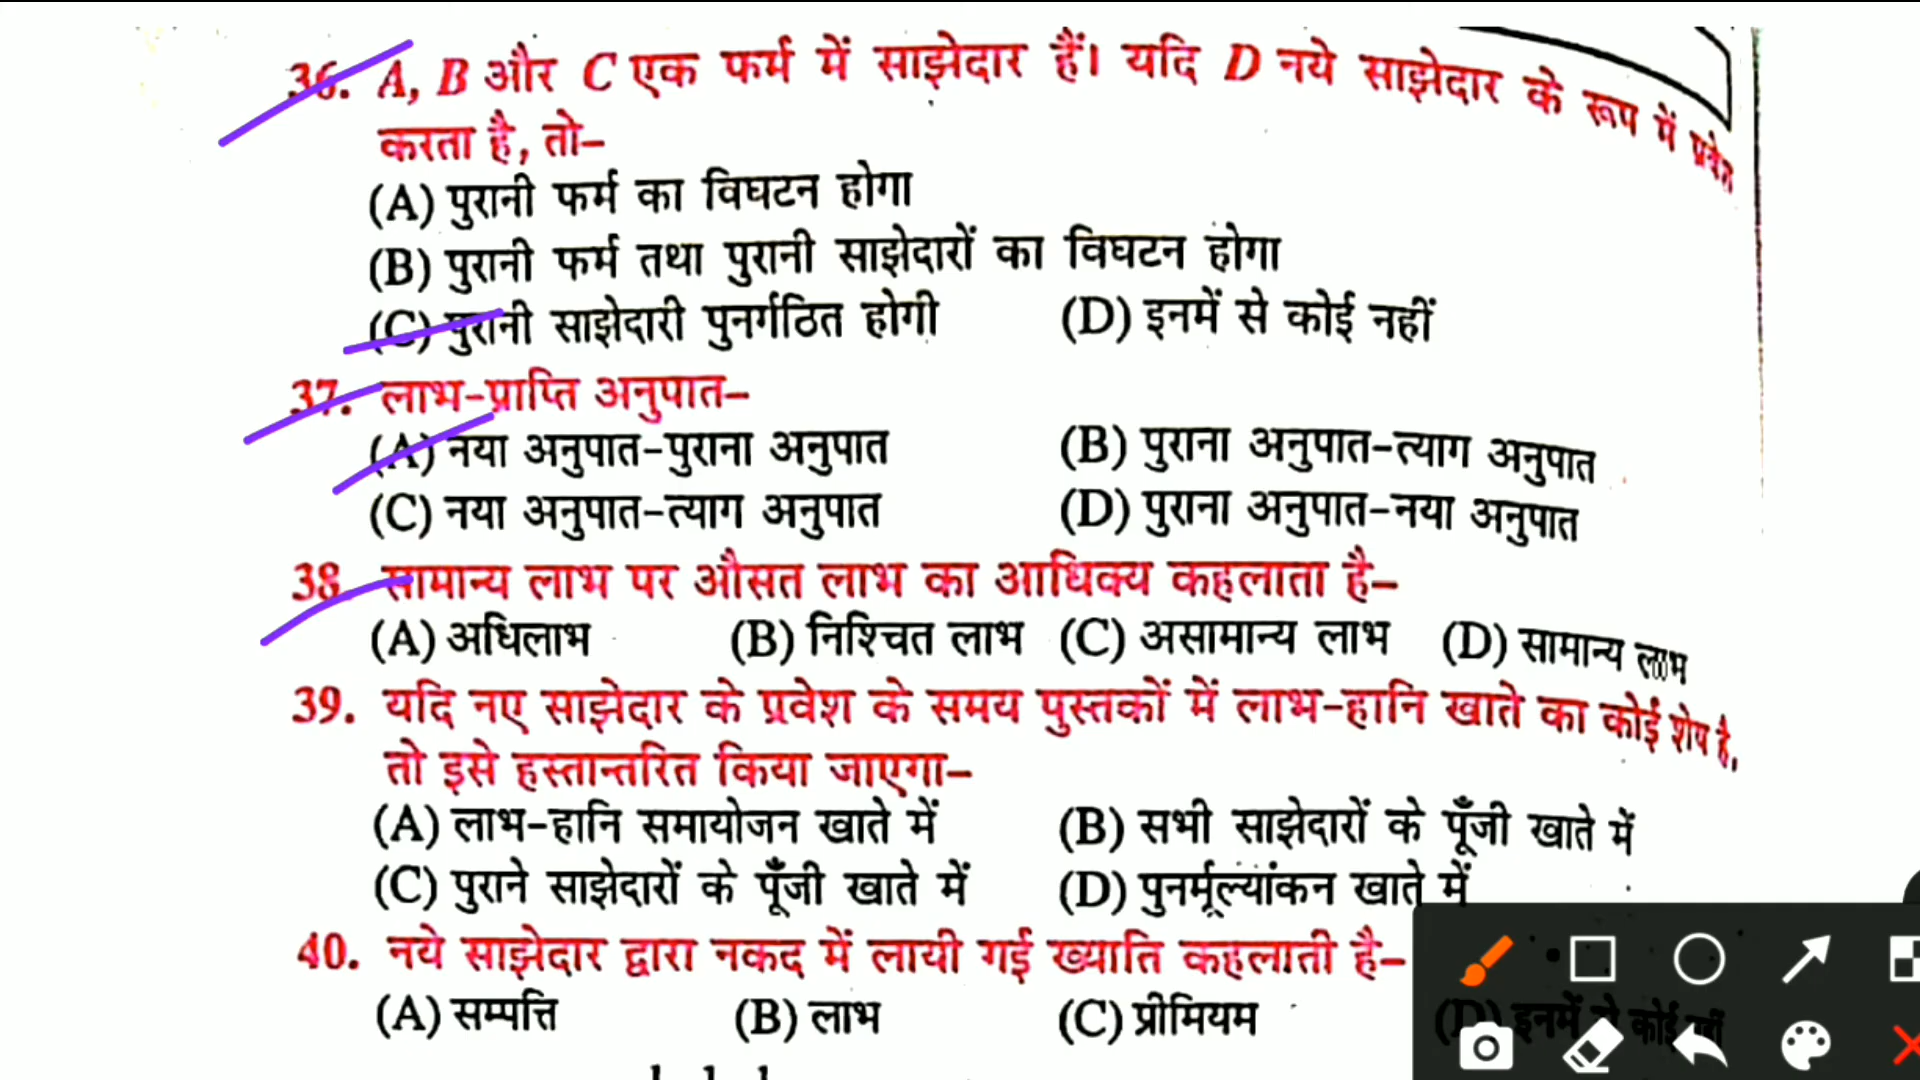 36. A, B और C एक फर्म में साझेदार हैं। यदि D नये साझेदार के रूप में प्रवेश
करता है, तो–
(A) पुरानी फर्म का विघटन होगा
(B) पुरानी फर्म तथा पुरानी साझेदारों का विघटन होगा
(C) पुरानी साझेदारी पुनर्गठित होगी (D) इनमें से कोई नहीं
37. लाभ-प्राप्ति अनुपात–
(A) नया अनुपात-पुराना अनुपात (B) पुराना अनुपात-त्याग अनुपात
(C) नया अनुपात-त्याग अनुपात (D) पुराना अनुपात-नया अनुपात
38. सामान्य लाभ पर औसत लाभ का आधिक्य कहलाता है–
(A) अधिलाभ (B) निश्चित लाभ (C) असामान्य लाभ (D) सामान्य लाभ
39. यदि नए साझेदार के प्रवेश के समय पुस्तकों में लाभ-हानि खाते का कोई शेष है,
तो इसे हस्तान्तरित किया जाएगा–
(A) लाभ-हानि समायोजन खाते में (B) सभी साझेदारों के पूँजी खाते में
(C) पुराने साझेदारों के पूँजी खाते में (D) पुनर्मूल्यांकन खाते में
40. नये साझेदार द्वारा नकद में लायी गई ख्याति कहलाती है–
(A) सम्पत्ति (B) लाभ (C) प्रीमियम (D) इनमें से कोई नहीं